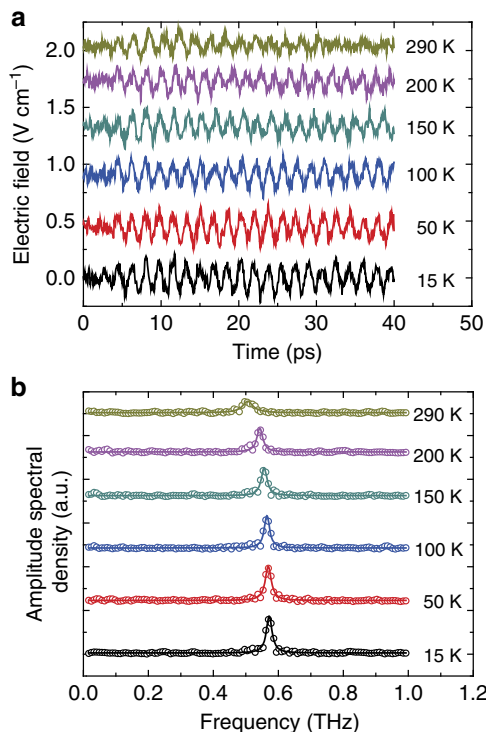 a
Electric field (V cm⁻¹)
2.0
1.5
1.0
0.5
0.0
290 K
200 K
150 K
100 K
50 K
15 K
0
10
20
30
40
50
Time (ps)
b
Amplitude spectral
density (a.u.)
290 K
200 K
150 K
100 K
50 K
15 K
0.0
0.2
0.4
0.6
0.8
1.0
1.2
Frequency (THz)